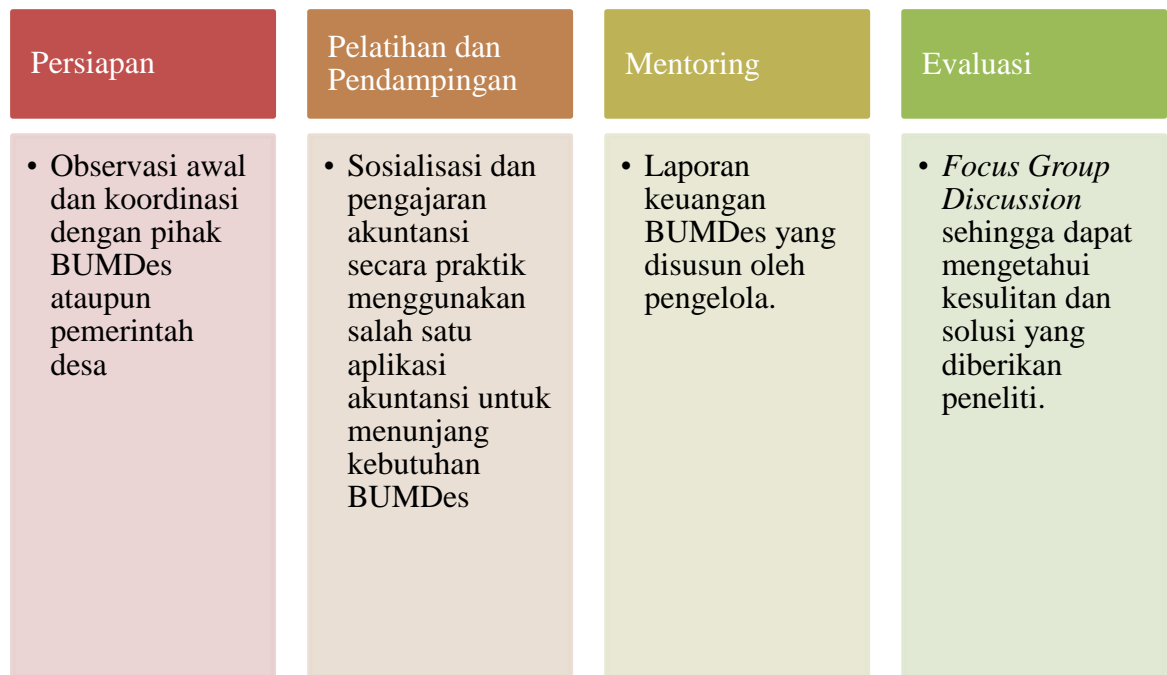 Persiapan
• Observasi awal
dan koordinasi
dengan pihak
BUMDes
ataupun
pemerintah
desa
Pelatihan dan
Pendampingan
• Sosialisasi dan
pengajaran
akuntansi
secara praktik
menggunakan
salah satu
aplikasi
akuntansi untuk
menunjang
kebutuhan
BUMDes
Mentoring
• Laporan
keuangan
BUMDes yang
disusun oleh
pengelola.
Evaluasi
• Focus Group
Discussion
sehingga dapat
mengetahui
kesulitan dan
solusi yang
diberikan
peneliti.